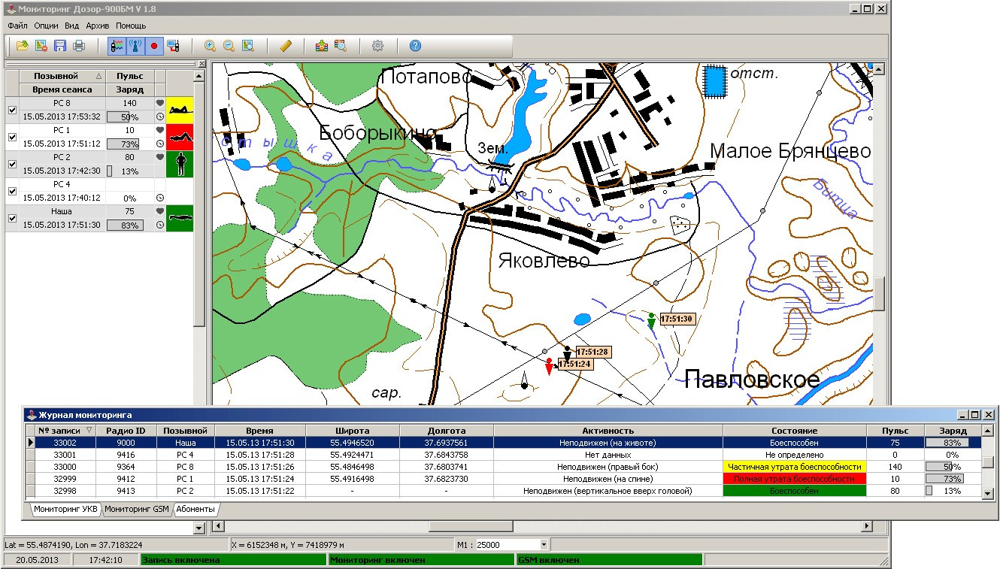 Мониторинг Дозор-900БМ V 1.8
Файл Опции Вид Архив Помощь
Позывной Пульс
Время сеанса Заряд
РС 8 140
15.05.2013 17:53:32 50%
РС 1 10
15.05.2013 17:51:12 73%
РС 2 80
15.05.2013 17:42:30 13%
РС 4
15.05.2013 17:40:12 0%
Наша 75
15.05.2013 17:51:30 83%
Потапово
отст.
Боборыкино
стышка
Зем.
Малое Брянцево
Битца
Яковлево
17:51:30
17:51:28
17:51:24
Павловское
сар.
Журнал мониторинга
№ записи Радио ID Позывной Время Широта Долгота Активность Состояние Пульс Заряд
33002 9000 Наша 15.05.13 17:51:30 55.4946520 37.6937561 Неподвижен (на животе) Боеспособен 75 83%
33001 9416 РС 4 15.05.13 17:51:28 55.4924471 37.6843758 Нет данных Не определено 0 0%
33000 9364 РС 8 15.05.13 17:51:26 55.4846498 37.6803741 Неподвижен (правый бок) Частичная утрата боеспособности 140 50%
32999 9412 РС 1 15.05.13 17:51:24 55.4916498 37.6823730 Неподвижен (на спине) Полная утрата боеспособности 10 73%
32998 9413 РС 2 15.05.13 17:51:22 - - Неподвижен (вертикальное вверх головой) Боеспособен 80 13%
Мониторинг УКВ Мониторинг GSM Абоненты
Lat = 55.4874190, Lon = 37.7183224 X = 6152348 м, Y = 7418979 м М1 : 25000
20.05.2013 17:42:10 Запись включена Мониторинг включен GSM включен